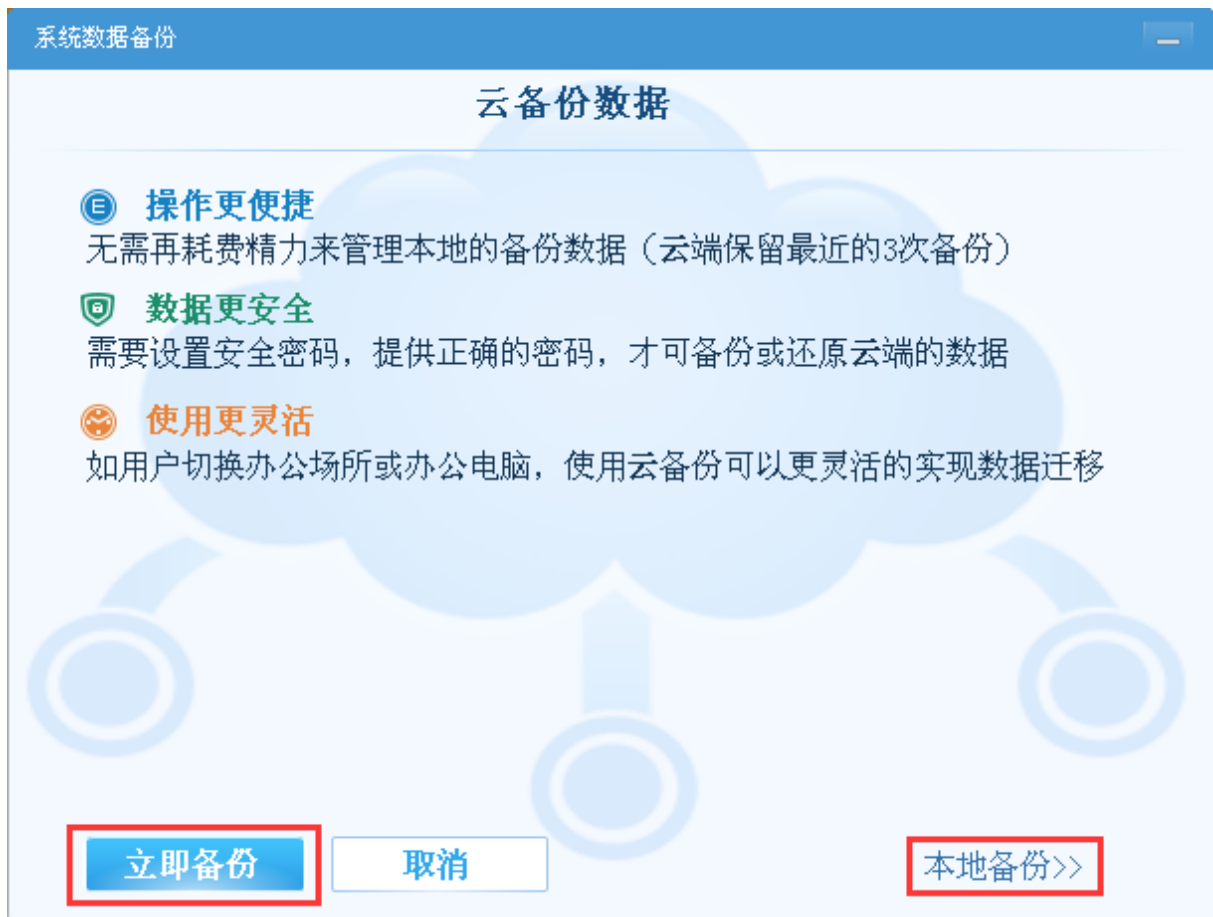 系统数据备份
云备份数据
操作更便捷
无需再耗费精力来管理本地的备份数据（云端保留最近的3次备份）
数据更安全
需要设置安全密码，提供正确的密码，才可备份或还原云端的数据
使用更灵活
如用户切换办公场所或办公电脑，使用云备份可以更灵活的实现数据迁移
立即备份 取消 本地备份>>